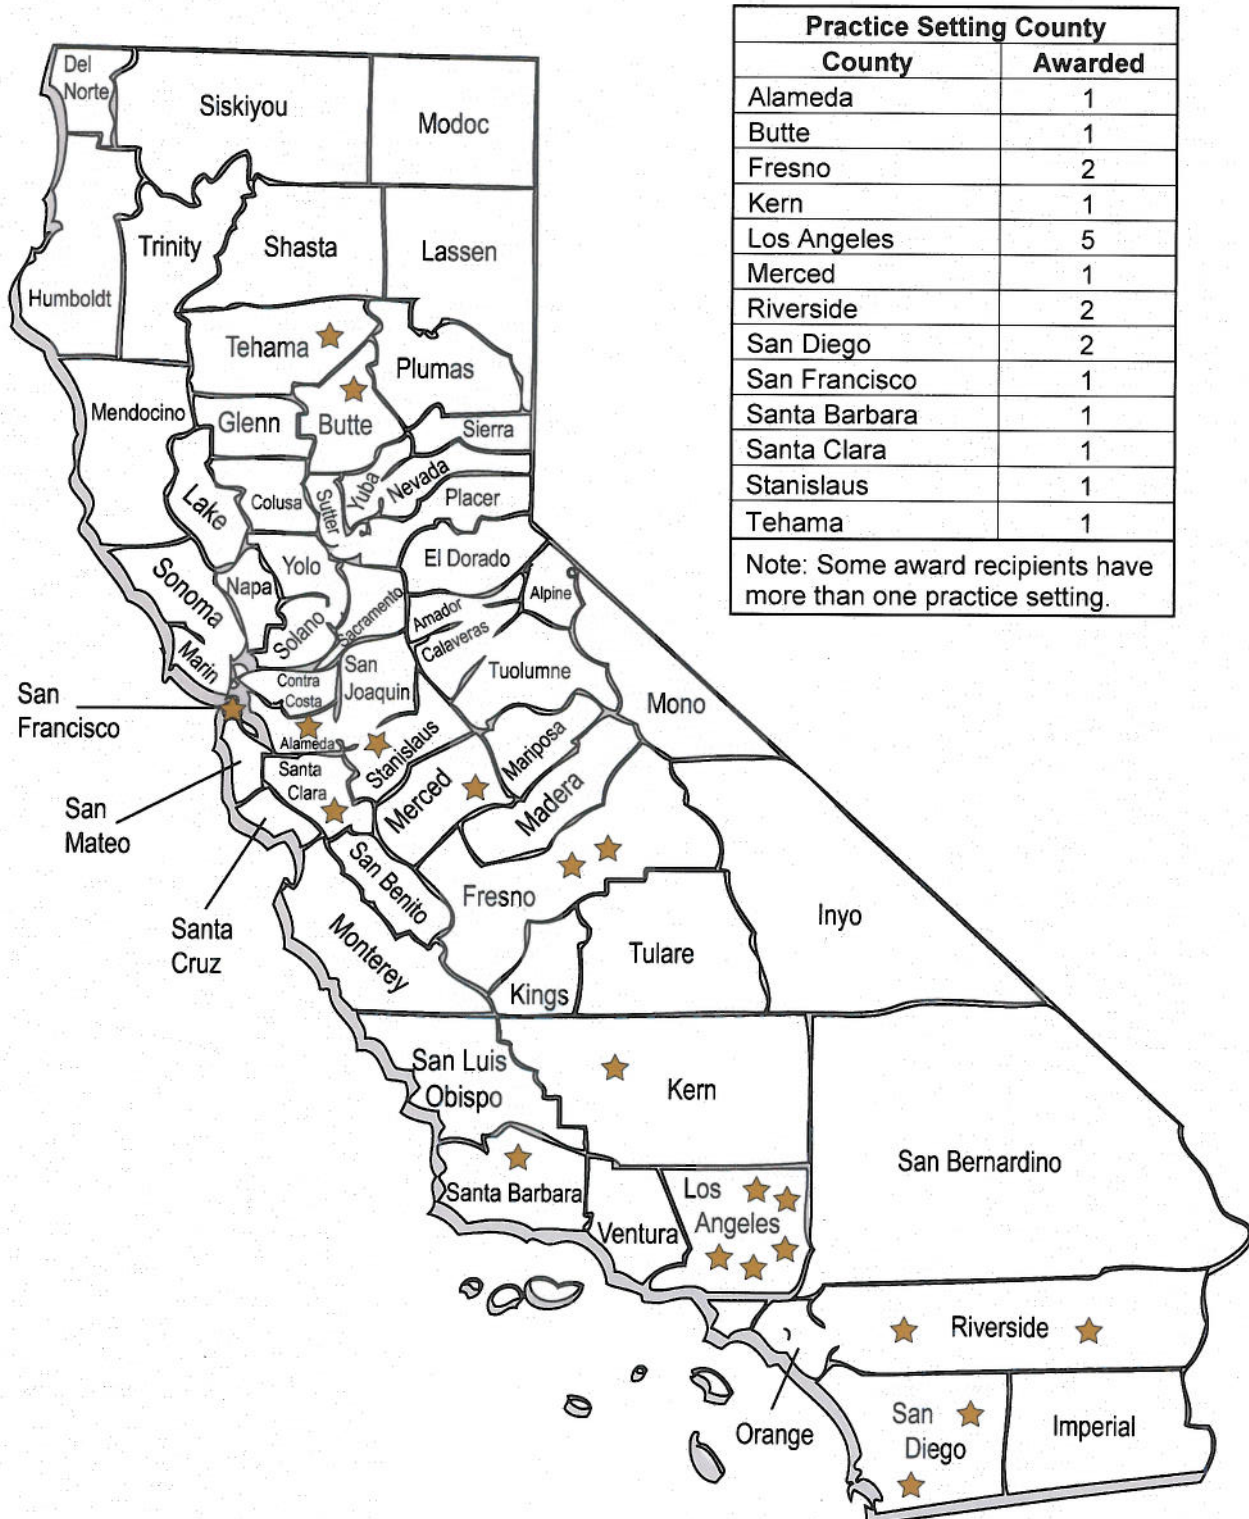 Practice Setting County
County Awarded
Alameda 1
Butte 1
Fresno 2
Kern 1
Los Angeles 5
Merced 1
Riverside 2
San Diego 2
San Francisco 1
Santa Barbara 1
Santa Clara 1
Stanislaus 1
Tehama 1
Note: Some award recipients have
more than one practice setting.
Del
Norte
Siskiyou
Modoc
Trinity
Shasta
Lassen
Humboldt
Tehama
Plumas
Mendocino
Glenn
Butte
Sierra
Lake
Colusa
Sutter
Yuba
Nevada
Placer
Sonoma
Napa
Yolo
El Dorado
Solano
Sacramento
Amador
Alpine
Calaveras
Marin
Contra
Costa
San
Joaquin
Tuolumne
Mono
San
Francisco
Alameda
Stanislaus
Mariposa
Santa
Clara
Merced
Madera
San
Mateo
San Benito
Fresno
Santa
Cruz
Monterey
Kings
Tulare
Inyo
San Luis
Obispo
Kern
San Bernardino
Santa Barbara
Ventura
Los
Angeles
Riverside
Orange
San
Diego
Imperial